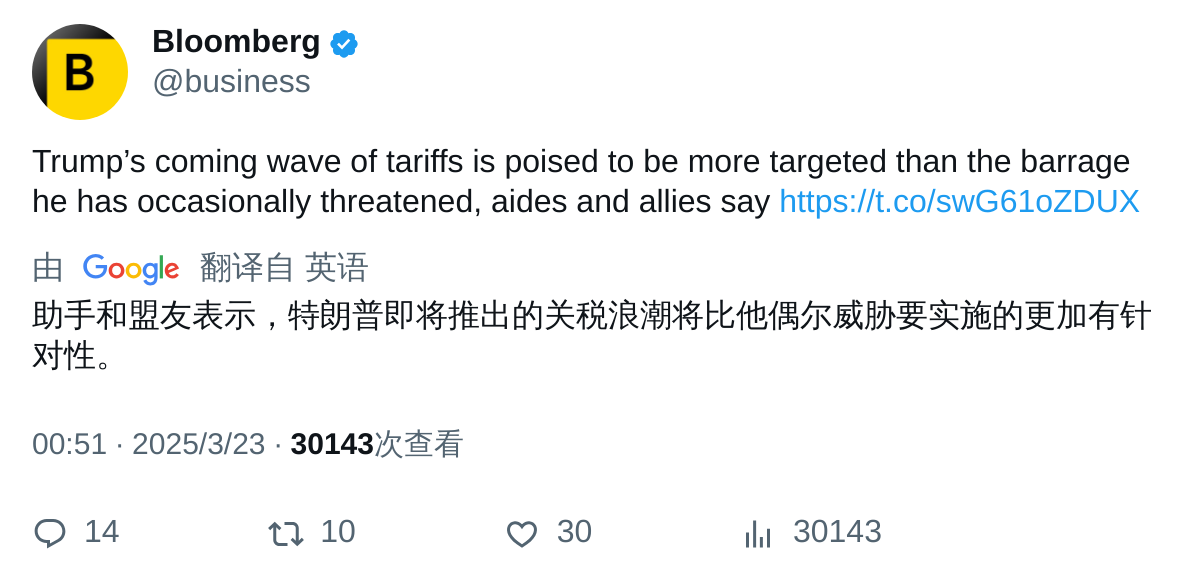 B
Bloomberg
@business
Trump’s coming wave of tariffs is poised to be more targeted than the barrage
he has occasionally threatened, aides and allies say https://t.co/swG61oZDUX
由 Google 翻译自 英语
助手和盟友表示，特朗普即将推出的关税浪潮将比他偶尔威胁要实施的更加有针
对性。
00:51 · 2025/3/23 · 30143次查看
14 10 30 30143